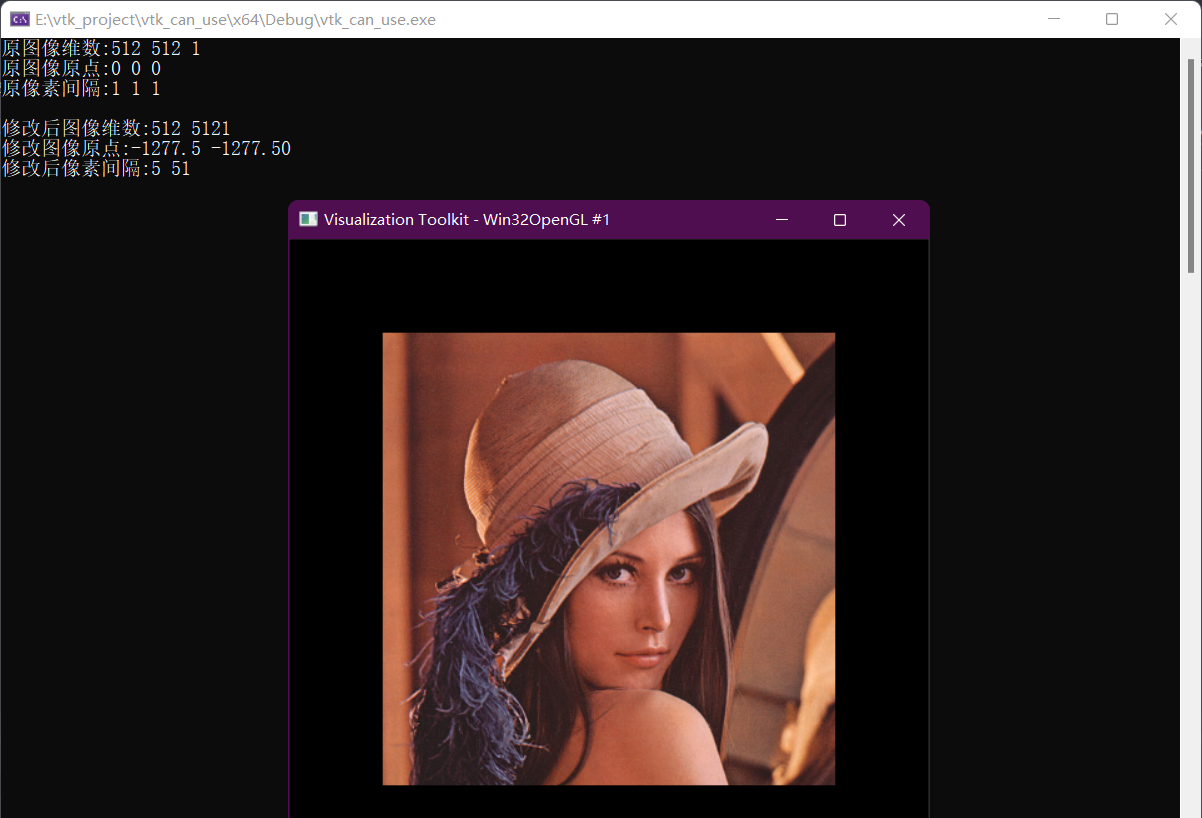 E:\vtk_project\vtk_can_use\x64\Debug\vtk_can_use.exe
原图像维数:512 512 1
原图像原点:0 0 0
原像素间隔:1 1 1
修改后图像维数:512 5121
修改图像原点:-1277.5 -1277.50
修改后像素间隔:5 51
Visualization Toolkit - Win32OpenGL #1